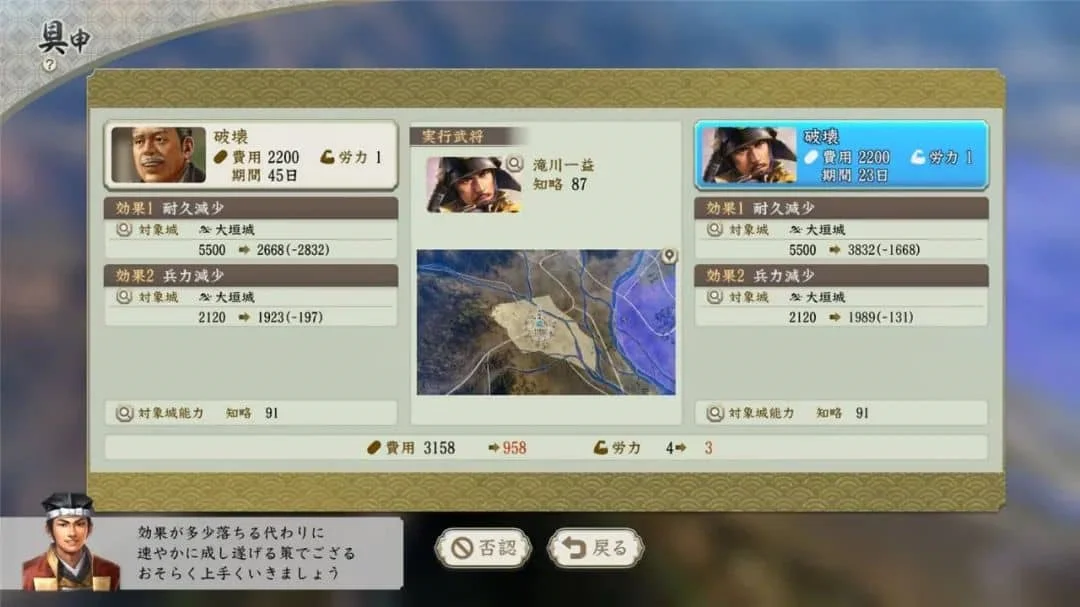 具申
?
破壊
費用 2200 労力 1
期間 45日
効果1 耐久減少
対象城 大垣城
5500 2668(-2832)
効果2 兵力減少
対象城 大垣城
2120 1923(-197)
対象城能力 知略 91
実行武将
滝川一益
知略 87
破壊
費用 2200 労力 1
期間 23日
効果1 耐久減少
対象城 大垣城
5500 3832(-1668)
効果2 兵力減少
対象城 大垣城
2120 1989(-131)
対象城能力 知略 91
費用 3158 958 労力 4 3
効果が多少落ちる代わりに
速やかに成し遂げる策でござる
おそらく上手くいきましょう
否認
戻る